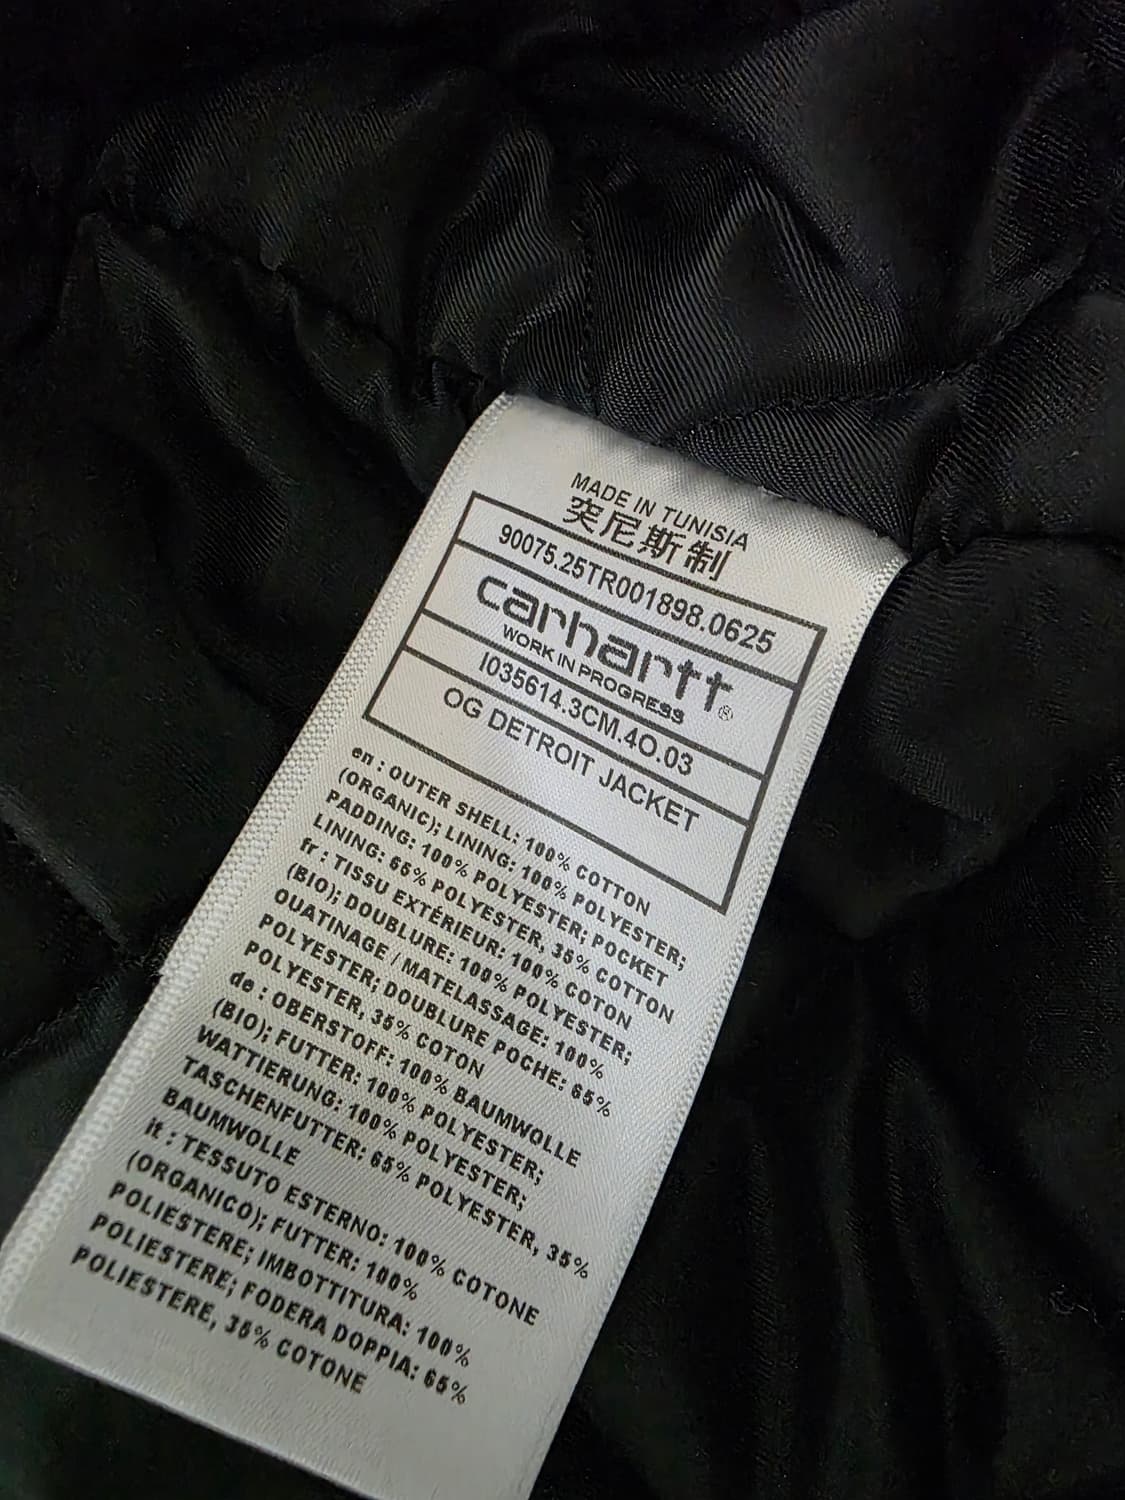 MADE IN TUNISIA
突尼斯制
90075.25TR001898.0625
carhartt®
WORK IN PROGRESS
I035614.3CM.4O.03
OG DETROIT JACKET
en : OUTER SHELL: 100% COTTON
(ORGANIC); LINING: 100% POLYESTER;
PADDING: 100% POLYESTER; POCKET
LINING: 65% POLYESTER, 35% COTTON
fr : TISSU EXTÉRIEUR: 100% COTON
(BIO); DOUBLURE: 100% POLYESTER;
OUATINAGE / MATELASSAGE: 100%
POLYESTER; DOUBLURE POCHE: 65%
POLYESTER, 35% COTON
de : OBERSTOFF: 100% BAUMWOLLE
(BIO); FUTTER: 100% POLYESTER;
WATTIERUNG: 100% POLYESTER;
TASCHENFUTTER: 65% POLYESTER, 35%
BAUMWOLLE
it : TESSUTO ESTERNO: 100% COTONE
(ORGANICO); FUTTER: 100%
POLIESTERE; IMBOTTITURA: 100%
POLIESTERE; FODERA DOPPIA: 65%
POLIESTERE, 35% COTONE